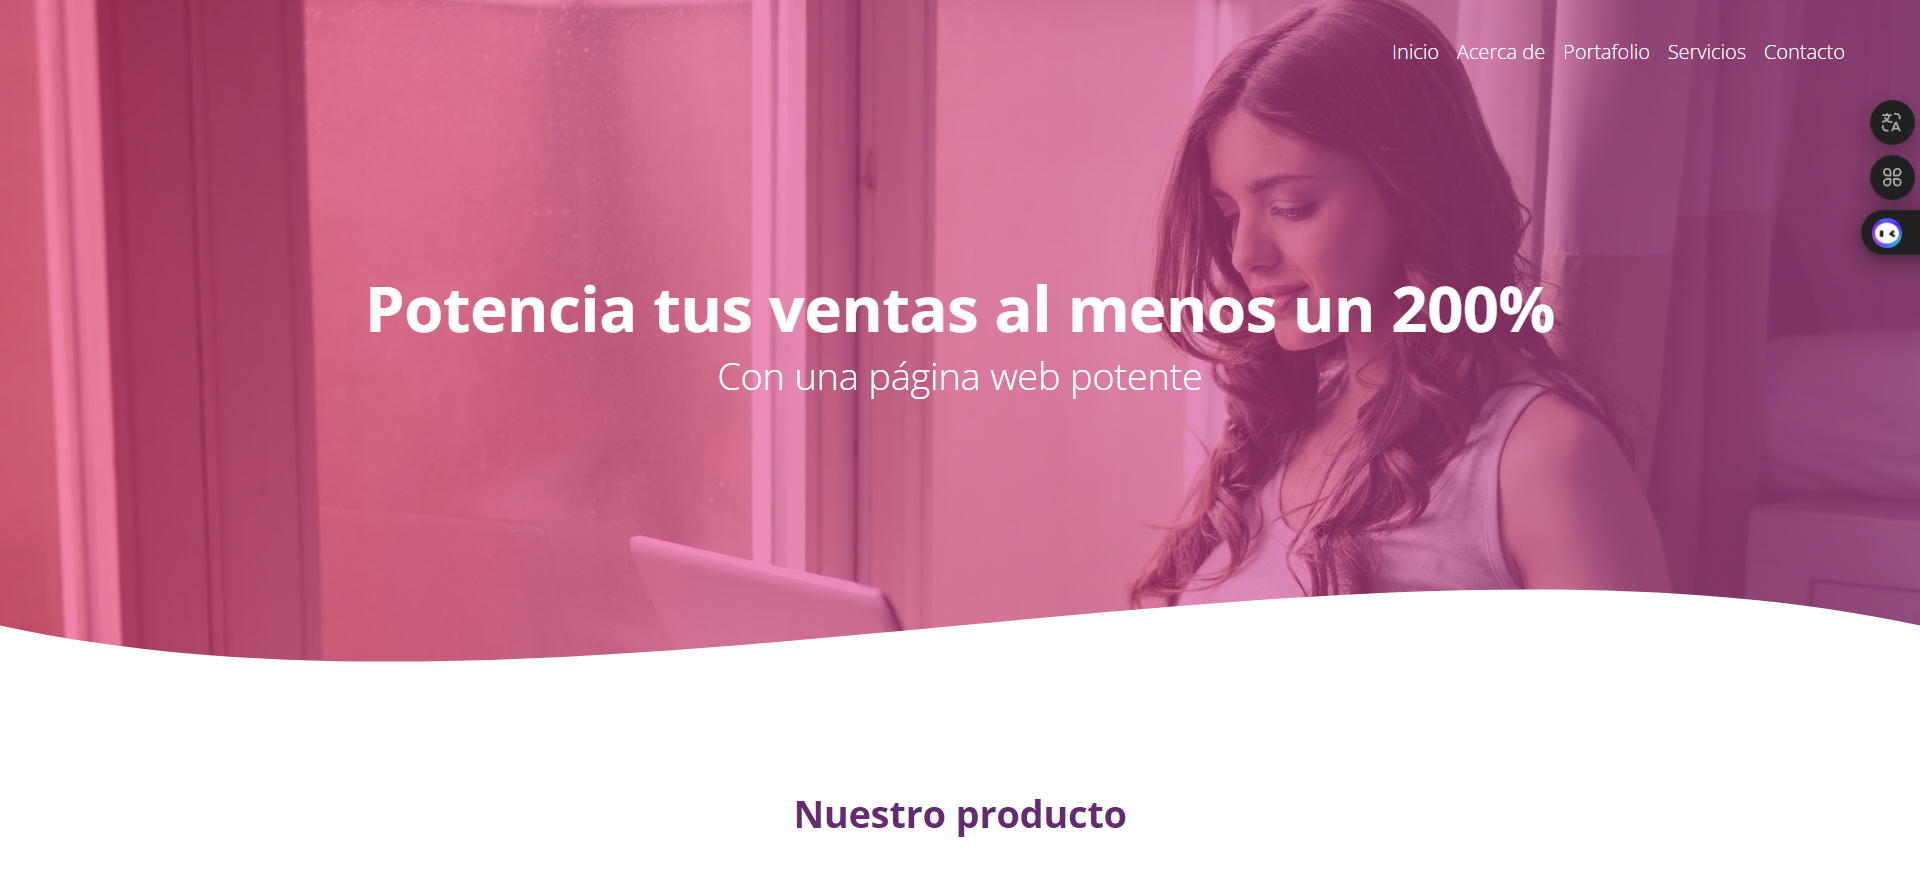 Inicio Acerca de Portafolio Servicios Contacto
Potencia tus ventas al menos un 200%
Con una página web potente
Nuestro producto